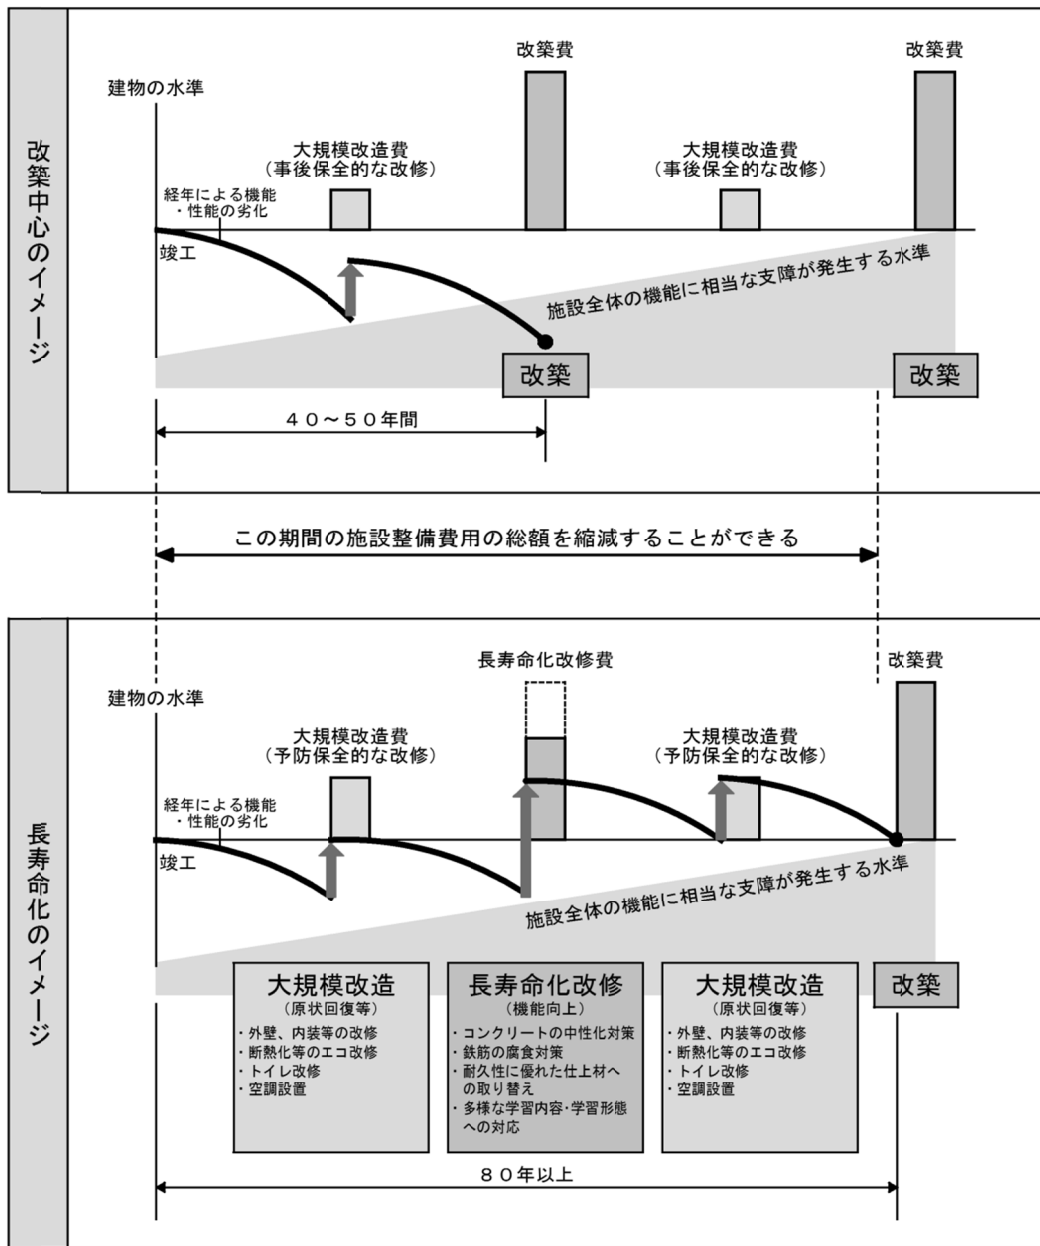 改築中心のイメージ
改築費
改築費
建物の水準
大規模改造費
（事後保全的な改修）
大規模改造費
（事後保全的な改修）
経年による機能
・性能の劣化
竣工
施設全体の機能に相当な支障が発生する水準
改築
改築
４０～５０年間
この期間の施設整備費用の総額を縮減することができる
長寿命化のイメージ
長寿命化改修費
改築費
建物の水準
大規模改造費
（予防保全的な改修）
大規模改造費
（予防保全的な改修）
経年による機能
・性能の劣化
竣工
施設全体の機能に相当な支障が発生する水準
大規模改造
（原状回復等）
・外壁、内装等の改修
・断熱化等のエコ改修
・トイレ改修
・空調設置
長寿命化改修
（機能向上）
・コンクリートの中性化対策
・鉄筋の腐食対策
・耐久性に優れた仕上材へ
の取り替え
・多様な学習内容・学習形態
への対応
大規模改造
（原状回復等）
・外壁、内装等の改修
・断熱化等のエコ改修
・トイレ改修
・空調設置
改築
８０年以上